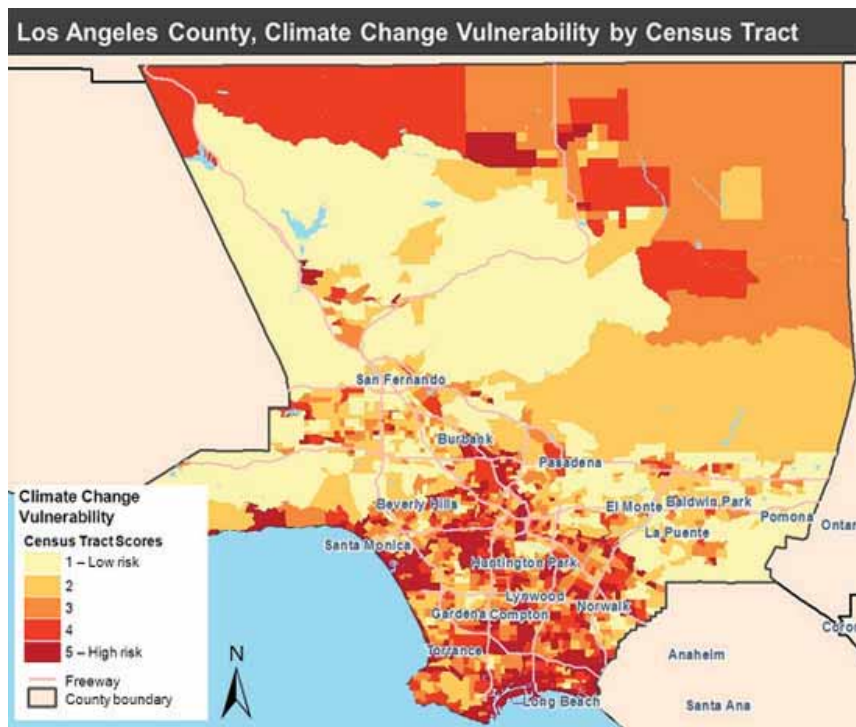 Los Angeles County, Climate Change Vulnerability by Census Tract
San Fernando
Burbank
Pasadena
Beverly Hills
El Monte
Baldwin Park
Pomona
Ontar
La Puente
Santa Monica
Huntington Park
Lynwood
Norwalk
Gardena
Compton
Torrance
Anaheim
Coron
Long Beach
Santa Ana
Climate Change
Vulnerability
Census Tract Scores
1 – Low risk
2
3
4
5 – High risk
Freeway
County boundary
N